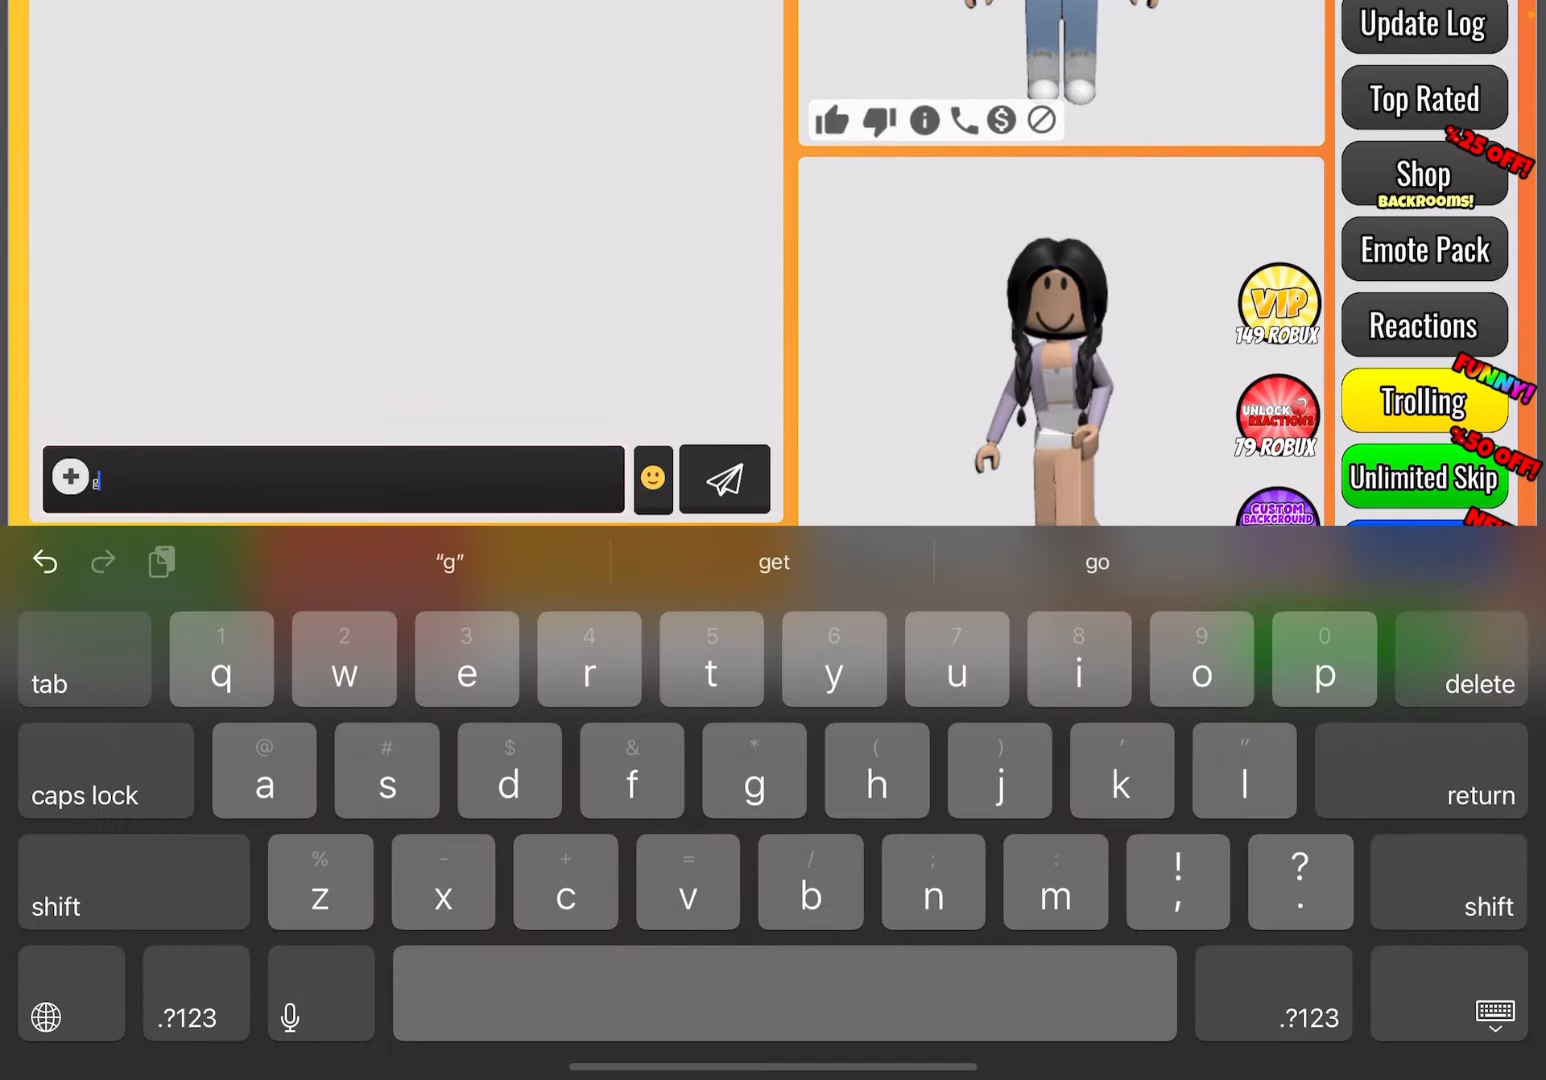 Update Log
Top Rated
%25 OFF!
Shop
BACKROOMS!
Emote Pack
VIP
149 ROBUX
Reactions
FUNNY!
Trolling
UNLOCK
REACTIONS
79 ROBUX
%50 OFF!
Unlimited Skip
CUSTOM
BACKGROUND
NEW
g
“g” get go
tab 1 q 2 w 3 e 4 r 5 t 6 y 7 u 8 i 9 o 0 p delete
caps lock @ a # s $ d & f * g ( h ) j ' k " l return
shift % z - x + c = v / b ; n : m ! , ? . shift
.?123 .?123